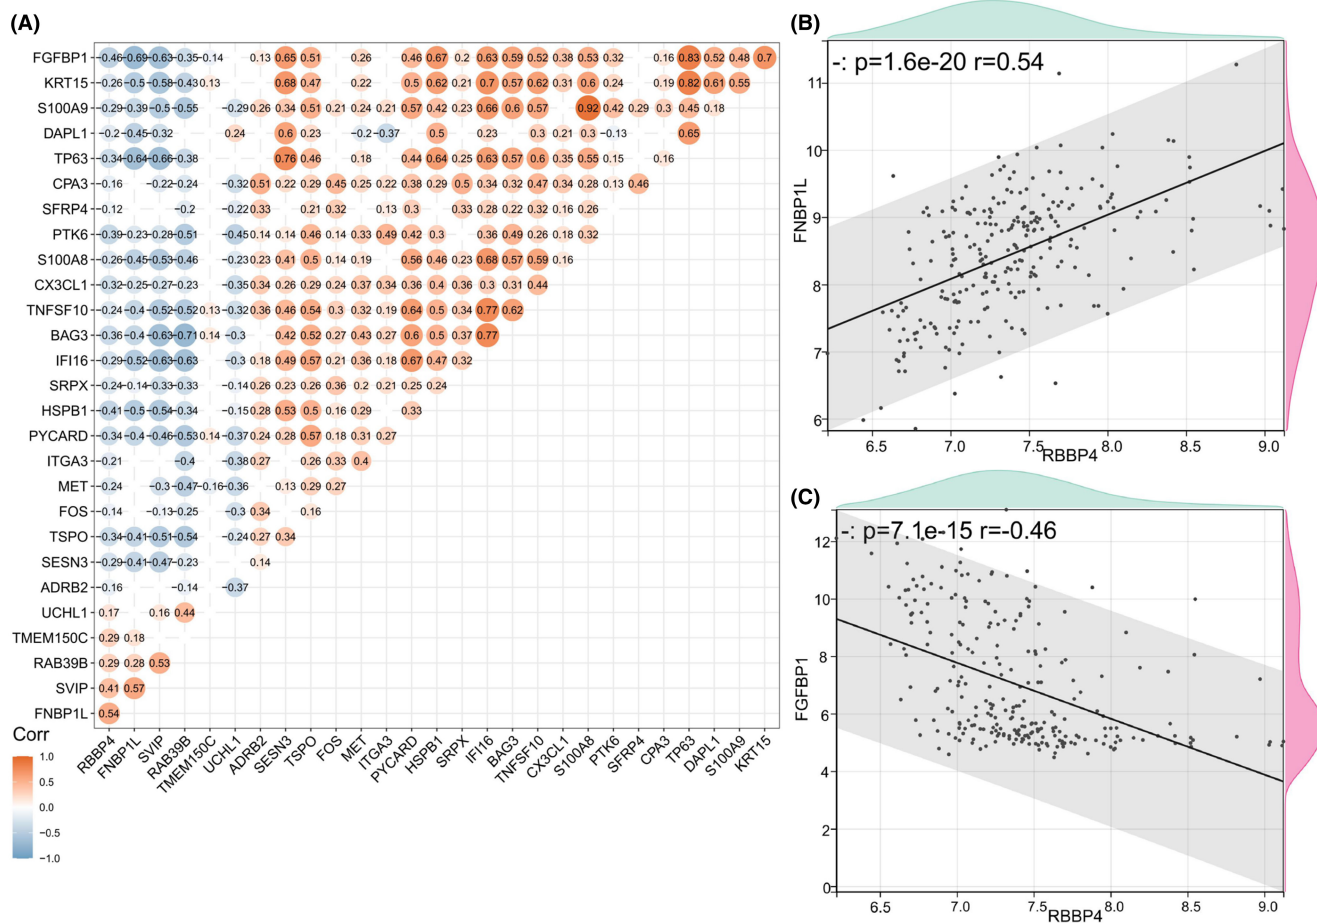 (A)
FGFBP1 −0.46 −0.69 −0.63 −0.35 −0.14 0.13 0.65 0.51 0.26 0.46 0.67 0.2 0.63 0.59 0.52 0.38 0.53 0.32 0.16 0.83 0.52 0.48 0.7
KRT15 −0.26 −0.5 −0.58 −0.43 0.13 0.68 0.47 0.22 0.5 0.62 0.21 0.7 0.57 0.62 0.31 0.6 0.24 0.19 0.82 0.61 0.55
S100A9 −0.29 −0.39 −0.5 −0.55 −0.29 0.26 0.34 0.51 0.21 0.24 0.21 0.57 0.42 0.23 0.66 0.6 0.57 0.92 0.42 0.29 0.3 0.45 0.18
DAPL1 −0.2 −0.45 −0.32 0.24 0.6 0.23 −0.2 −0.37 0.5 0.23 0.3 0.21 0.3 −0.13 0.65
TP63 −0.34 −0.64 −0.66 −0.38 0.76 0.46 0.18 0.44 0.64 0.25 0.63 0.57 0.6 0.35 0.55 0.15 0.16
CPA3 −0.16 −0.22 −0.24 −0.32 0.51 0.22 0.29 0.45 0.25 0.22 0.38 0.29 0.5 0.34 0.32 0.47 0.34 0.28 0.13 0.46
SFRP4 −0.12 −0.2 −0.22 0.33 0.21 0.32 0.13 0.3 0.33 0.28 0.22 0.32 0.16 0.26
PTK6 −0.39 −0.23 −0.28 −0.51 −0.45 0.14 0.14 0.46 0.14 0.33 0.49 0.42 0.3 0.36 0.49 0.26 0.18 0.32
S100A8 −0.26 −0.45 −0.53 −0.46 −0.23 0.23 0.41 0.5 0.14 0.19 0.56 0.46 0.23 0.68 0.57 0.59 0.16
CX3CL1 −0.32 −0.25 −0.27 −0.23 −0.35 0.34 0.26 0.29 0.24 0.37 0.34 0.36 0.4 0.36 0.3 0.31 0.44
TNFSF10 −0.24 −0.4 −0.52 −0.52 0.13 −0.32 0.36 0.46 0.54 0.3 0.32 0.19 0.64 0.5 0.34 0.77 0.62
BAG3 −0.36 −0.4 −0.63 −0.71 0.14 −0.3 0.42 0.52 0.27 0.43 0.27 0.6 0.5 0.37 0.77
IFI16 −0.29 −0.52 −0.63 −0.63 −0.3 0.18 0.49 0.57 0.21 0.36 0.18 0.67 0.47 0.32
SRPX −0.24 −0.14 −0.33 −0.33 −0.14 0.26 0.23 0.26 0.36 0.2 0.21 0.25 0.24
HSPB1 −0.41 −0.5 −0.54 −0.34 −0.15 0.28 0.53 0.5 0.16 0.29 0.33
PYCARD −0.34 −0.4 −0.46 −0.53 0.14 −0.37 0.24 0.28 0.57 0.18 0.31 0.27
ITGA3 −0.21 −0.4 −0.38 0.27 0.26 0.33 0.4
MET −0.24 −0.3 −0.47 −0.16 −0.36 0.13 0.29 0.27
FOS −0.14 −0.13 −0.25 −0.3 0.34 0.16
TSPO −0.34 −0.41 −0.51 −0.54 −0.24 0.27 0.34
SESN3 −0.29 −0.41 −0.47 −0.23 0.14
ADRB2 −0.16 −0.14 −0.37
UCHL1 0.17 0.16 0.44
TMEM150C 0.29 0.18
RAB39B 0.29 0.28 0.53
SVIP 0.41 0.57
FNBP1L 0.54
RBBP4 FNBP1L SVIP RAB39B TMEM150C UCHL1 ADRB2 SESN3 TSPO FOS MET ITGA3 PYCARD HSPB1 SRPX IFI16 BAG3 TNFSF10 CX3CL1 S100A8 PTK6 SFRP4 CPA3 TP63 DAPL1 S100A9 KRT15
Corr
1.0
0.5
0.0
−0.5
−1.0
(B)
-: p=1.6e-20 r=0.54
FNBP1L
11
10
9
8
7
6
6.5 7.0 7.5 8.0 8.5 9.0
RBBP4
(C)
-: p=7.1e-15 r=-0.46
FGFBP1
12
10
8
6
4
2
0
6.5 7.0 7.5 8.0 8.5 9.0
RBBP4